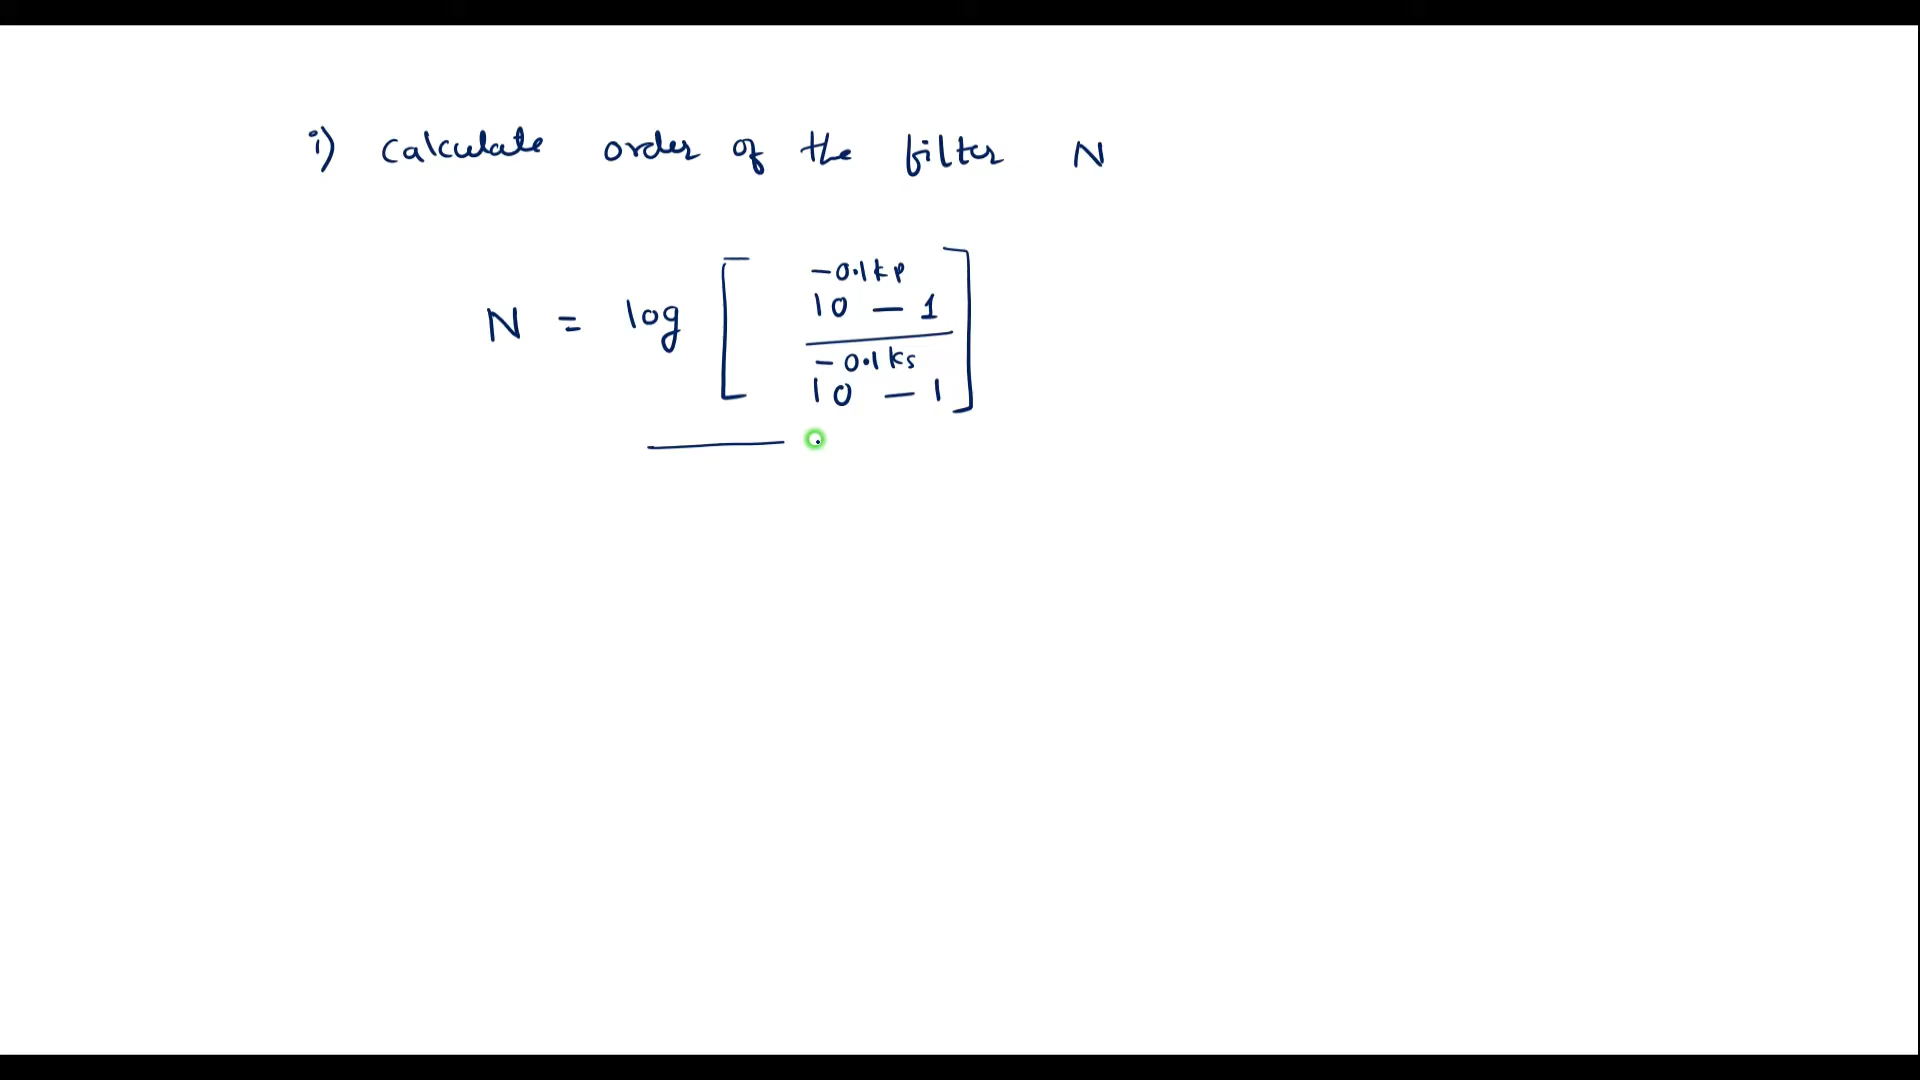 i) calculate order of the filter N
-0.1kp
10 - 1
N = log [ ]
-0.1ks
10 - 1